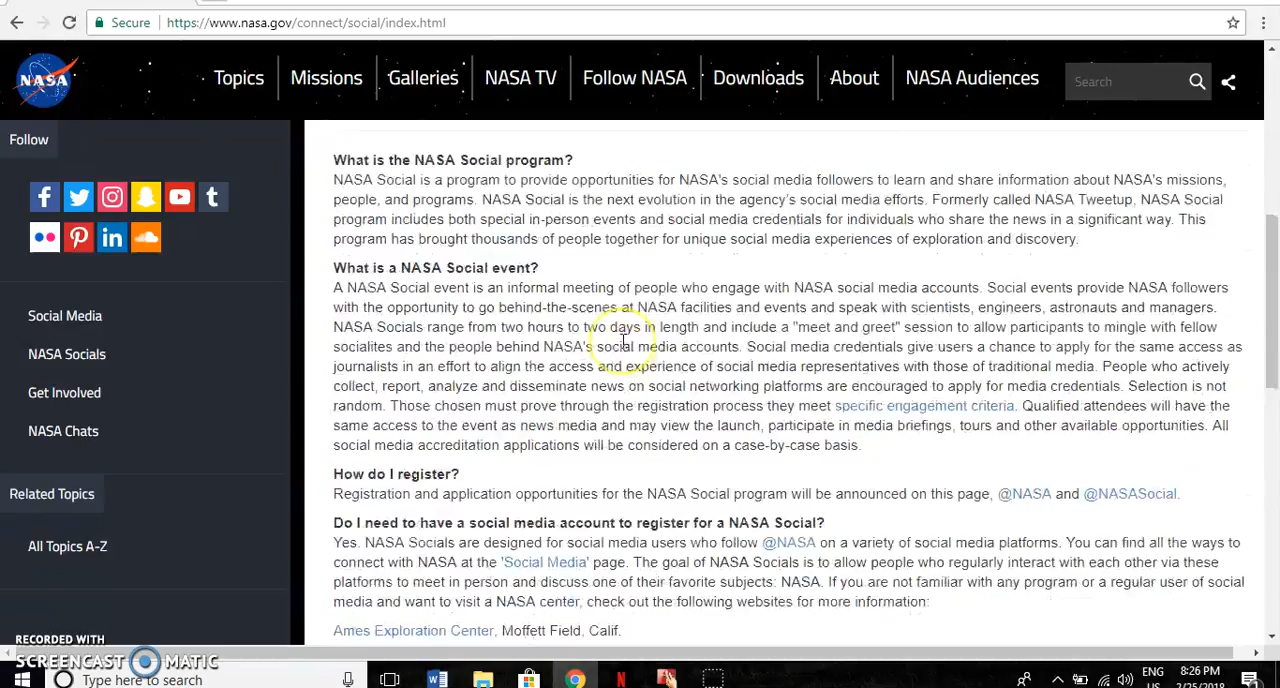 Secure https://www.nasa.gov/connect/social/index.html
NASA
Topics Missions Galleries NASA TV Follow NASA Downloads About NASA Audiences Search
Follow
Social Media
NASA Socials
Get Involved
NASA Chats
Related Topics
All Topics A-Z
What is the NASA Social program?
NASA Social is a program to provide opportunities for NASA's social media followers to learn and share information about NASA's missions,
people, and programs. NASA Social is the next evolution in the agency's social media efforts. Formerly called NASA Tweetup, NASA Social
program includes both special in-person events and social media credentials for individuals who share the news in a significant way. This
program has brought thousands of people together for unique social media experiences of exploration and discovery.
What is a NASA Social event?
A NASA Social event is an informal meeting of people who engage with NASA social media accounts. Social events provide NASA followers
with the opportunity to go behind-the-scenes at NASA facilities and events and speak with scientists, engineers, astronauts and managers.
NASA Socials range from two hours to two days in length and include a "meet and greet" session to allow participants to mingle with fellow
socialites and the people behind NASA's social media accounts. Social media credentials give users a chance to apply for the same access as
journalists in an effort to align the access and experience of social media representatives with those of traditional media. People who actively
collect, report, analyze and disseminate news on social networking platforms are encouraged to apply for media credentials. Selection is not
random. Those chosen must prove through the registration process they meet specific engagement criteria. Qualified attendees will have the
same access to the event as news media and may view the launch, participate in media briefings, tours and other available opportunities. All
social media accreditation applications will be considered on a case-by-case basis.
How do I register?
Registration and application opportunities for the NASA Social program will be announced on this page, @NASA and @NASASocial.
Do I need to have a social media account to register for a NASA Social?
Yes. NASA Socials are designed for social media users who follow @NASA on a variety of social media platforms. You can find all the ways to
connect with NASA at the 'Social Media' page. The goal of NASA Socials is to allow people who regularly interact with each other via these
platforms to meet in person and discuss one of their favorite subjects: NASA. If you are not familiar with any program or a regular user of social
media and want to visit a NASA center, check out the following websites for more information:
Ames Exploration Center, Moffett Field, Calif.
RECORDED WITH
SCREENCAST MATIC
Type here to search
ENG
8:26 PM
2/25/2018